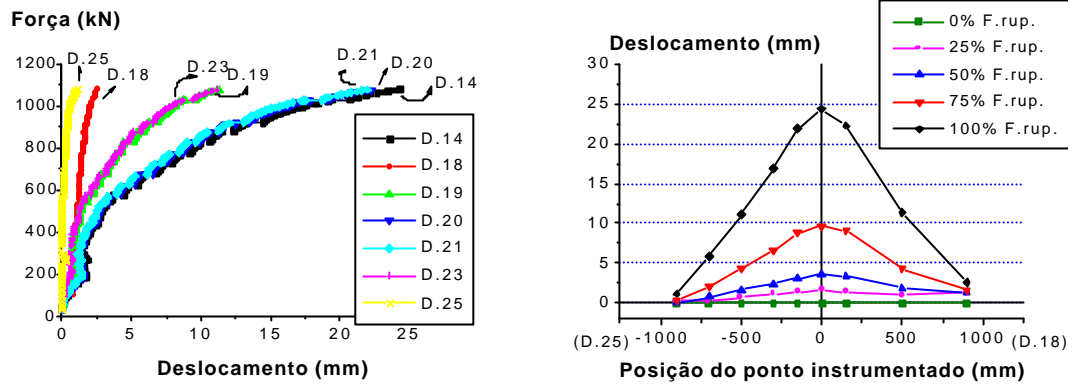 Força (kN)
1200
1000
800
600
400
200
0
0
5
10
15
20
25
Deslocamento (mm)
D.25
D.18
D.23
D.19
D.21
D.20
D.14
D.14
D.18
D.19
D.20
D.21
D.23
D.25
Deslocamento (mm)
30
25
20
15
10
5
0
(D.25)
-1000
-500
0
500
1000
(D.18)
Posição do ponto instrumentado (mm)
0% F.rup.
25% F.rup.
50% F.rup.
75% F.rup.
100% F.rup.